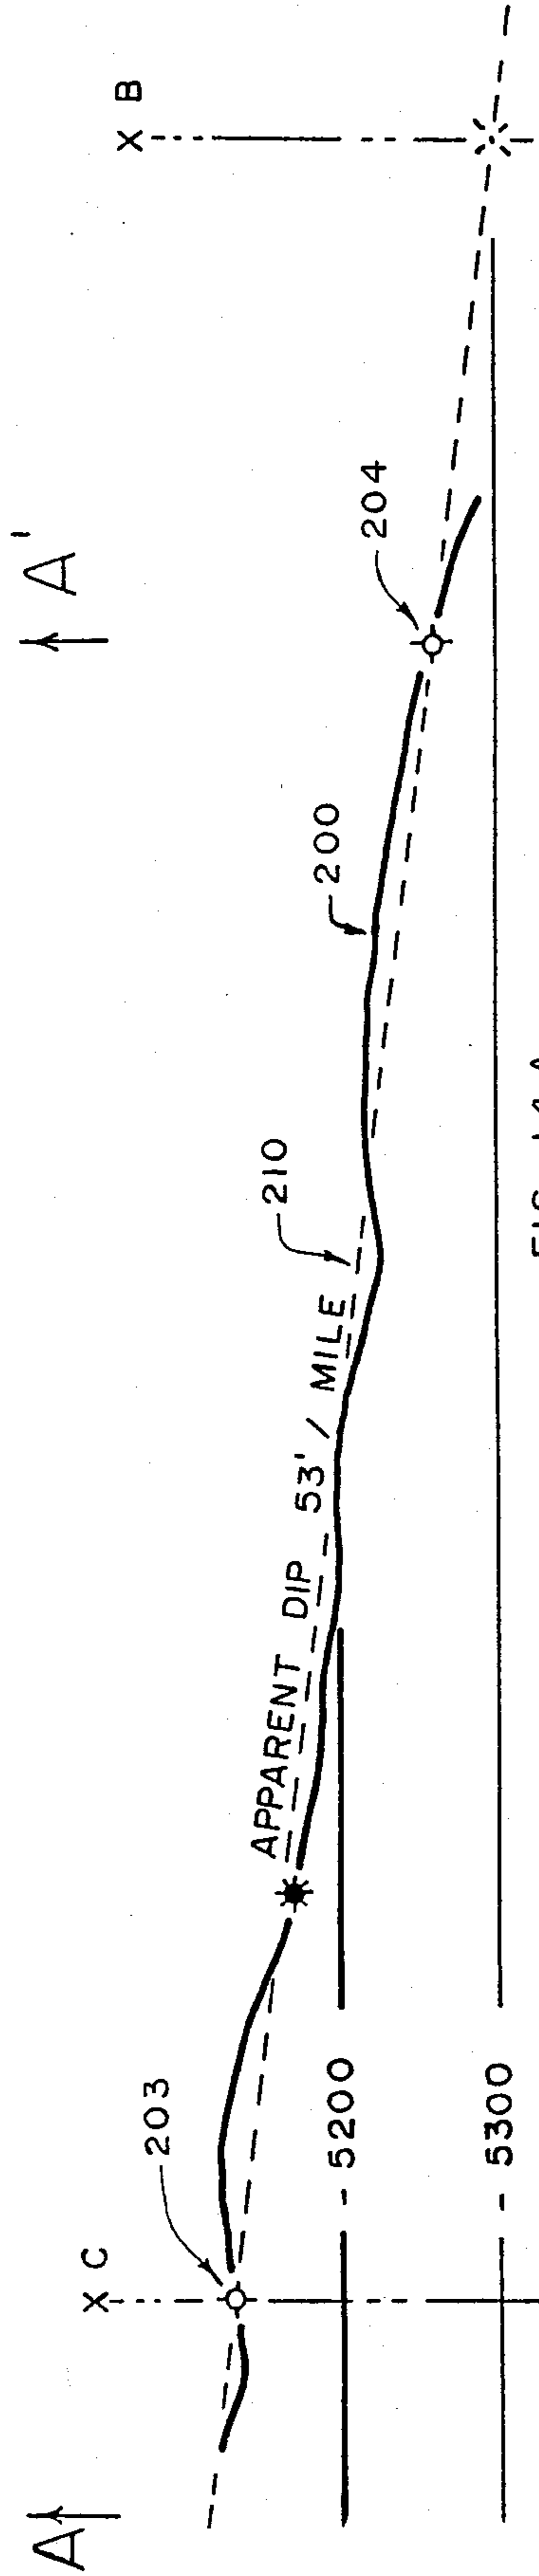 A
A'
X C
X B
203
APPARENT DIP 53' / MILE
210
200
204
- 5200
- 5300